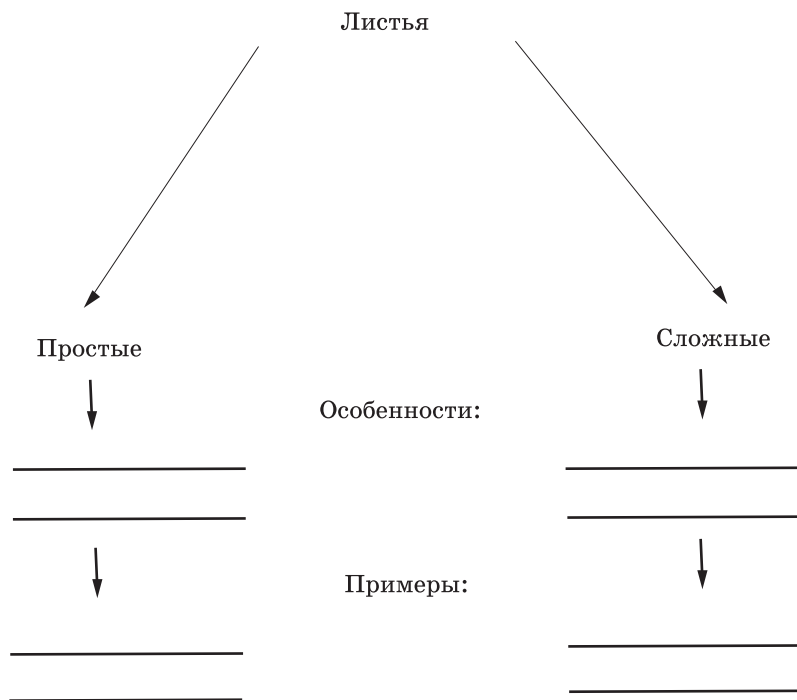 Листья
Простые
Сложные
Особенности:
Примеры: